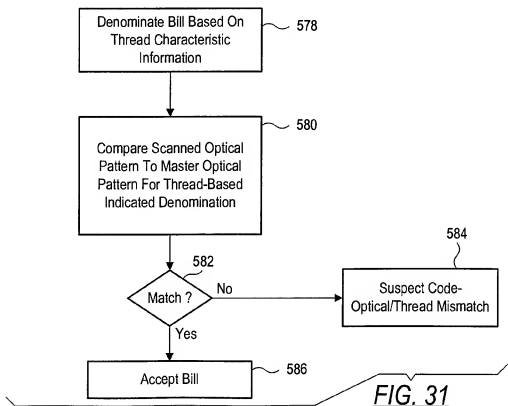 Denominate Bill Based On
Thread Characteristic
Information
578
580
Compare Scanned Optical
Pattern To Master Optical
Pattern For Thread-Based
Indicated Denomination
582
Match ?
No
Yes
584
Suspect Code-
Optical/Thread Mismatch
Accept Bill
586
FIG. 31